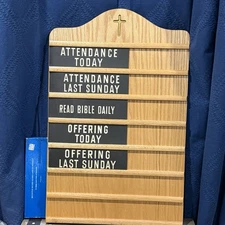 ATTENDANCE
TODAY
ATTENDANCE
LAST SUNDAY
READ BIBLE DAILY
OFFERING
TODAY
OFFERING
LAST SUNDAY